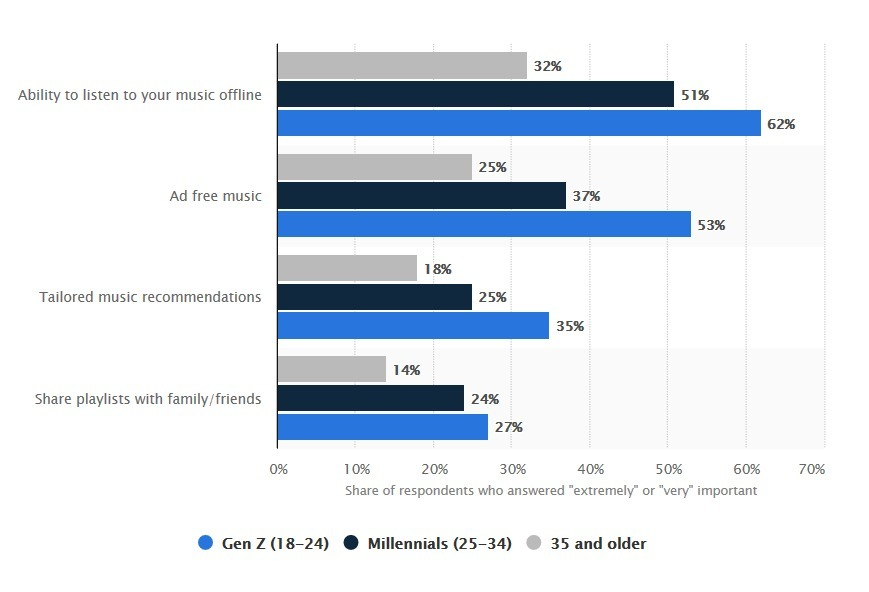 32%
Ability to listen to your music offline
51%
62%
25%
Ad free music
37%
53%
18%
Tailored music recommendations
25%
35%
14%
Share playlists with family/friends
24%
27%
0% 10% 20% 30% 40% 50% 60% 70%
Share of respondents who answered "extremely" or "very" important
Gen Z (18–24) Millennials (25–34) 35 and older